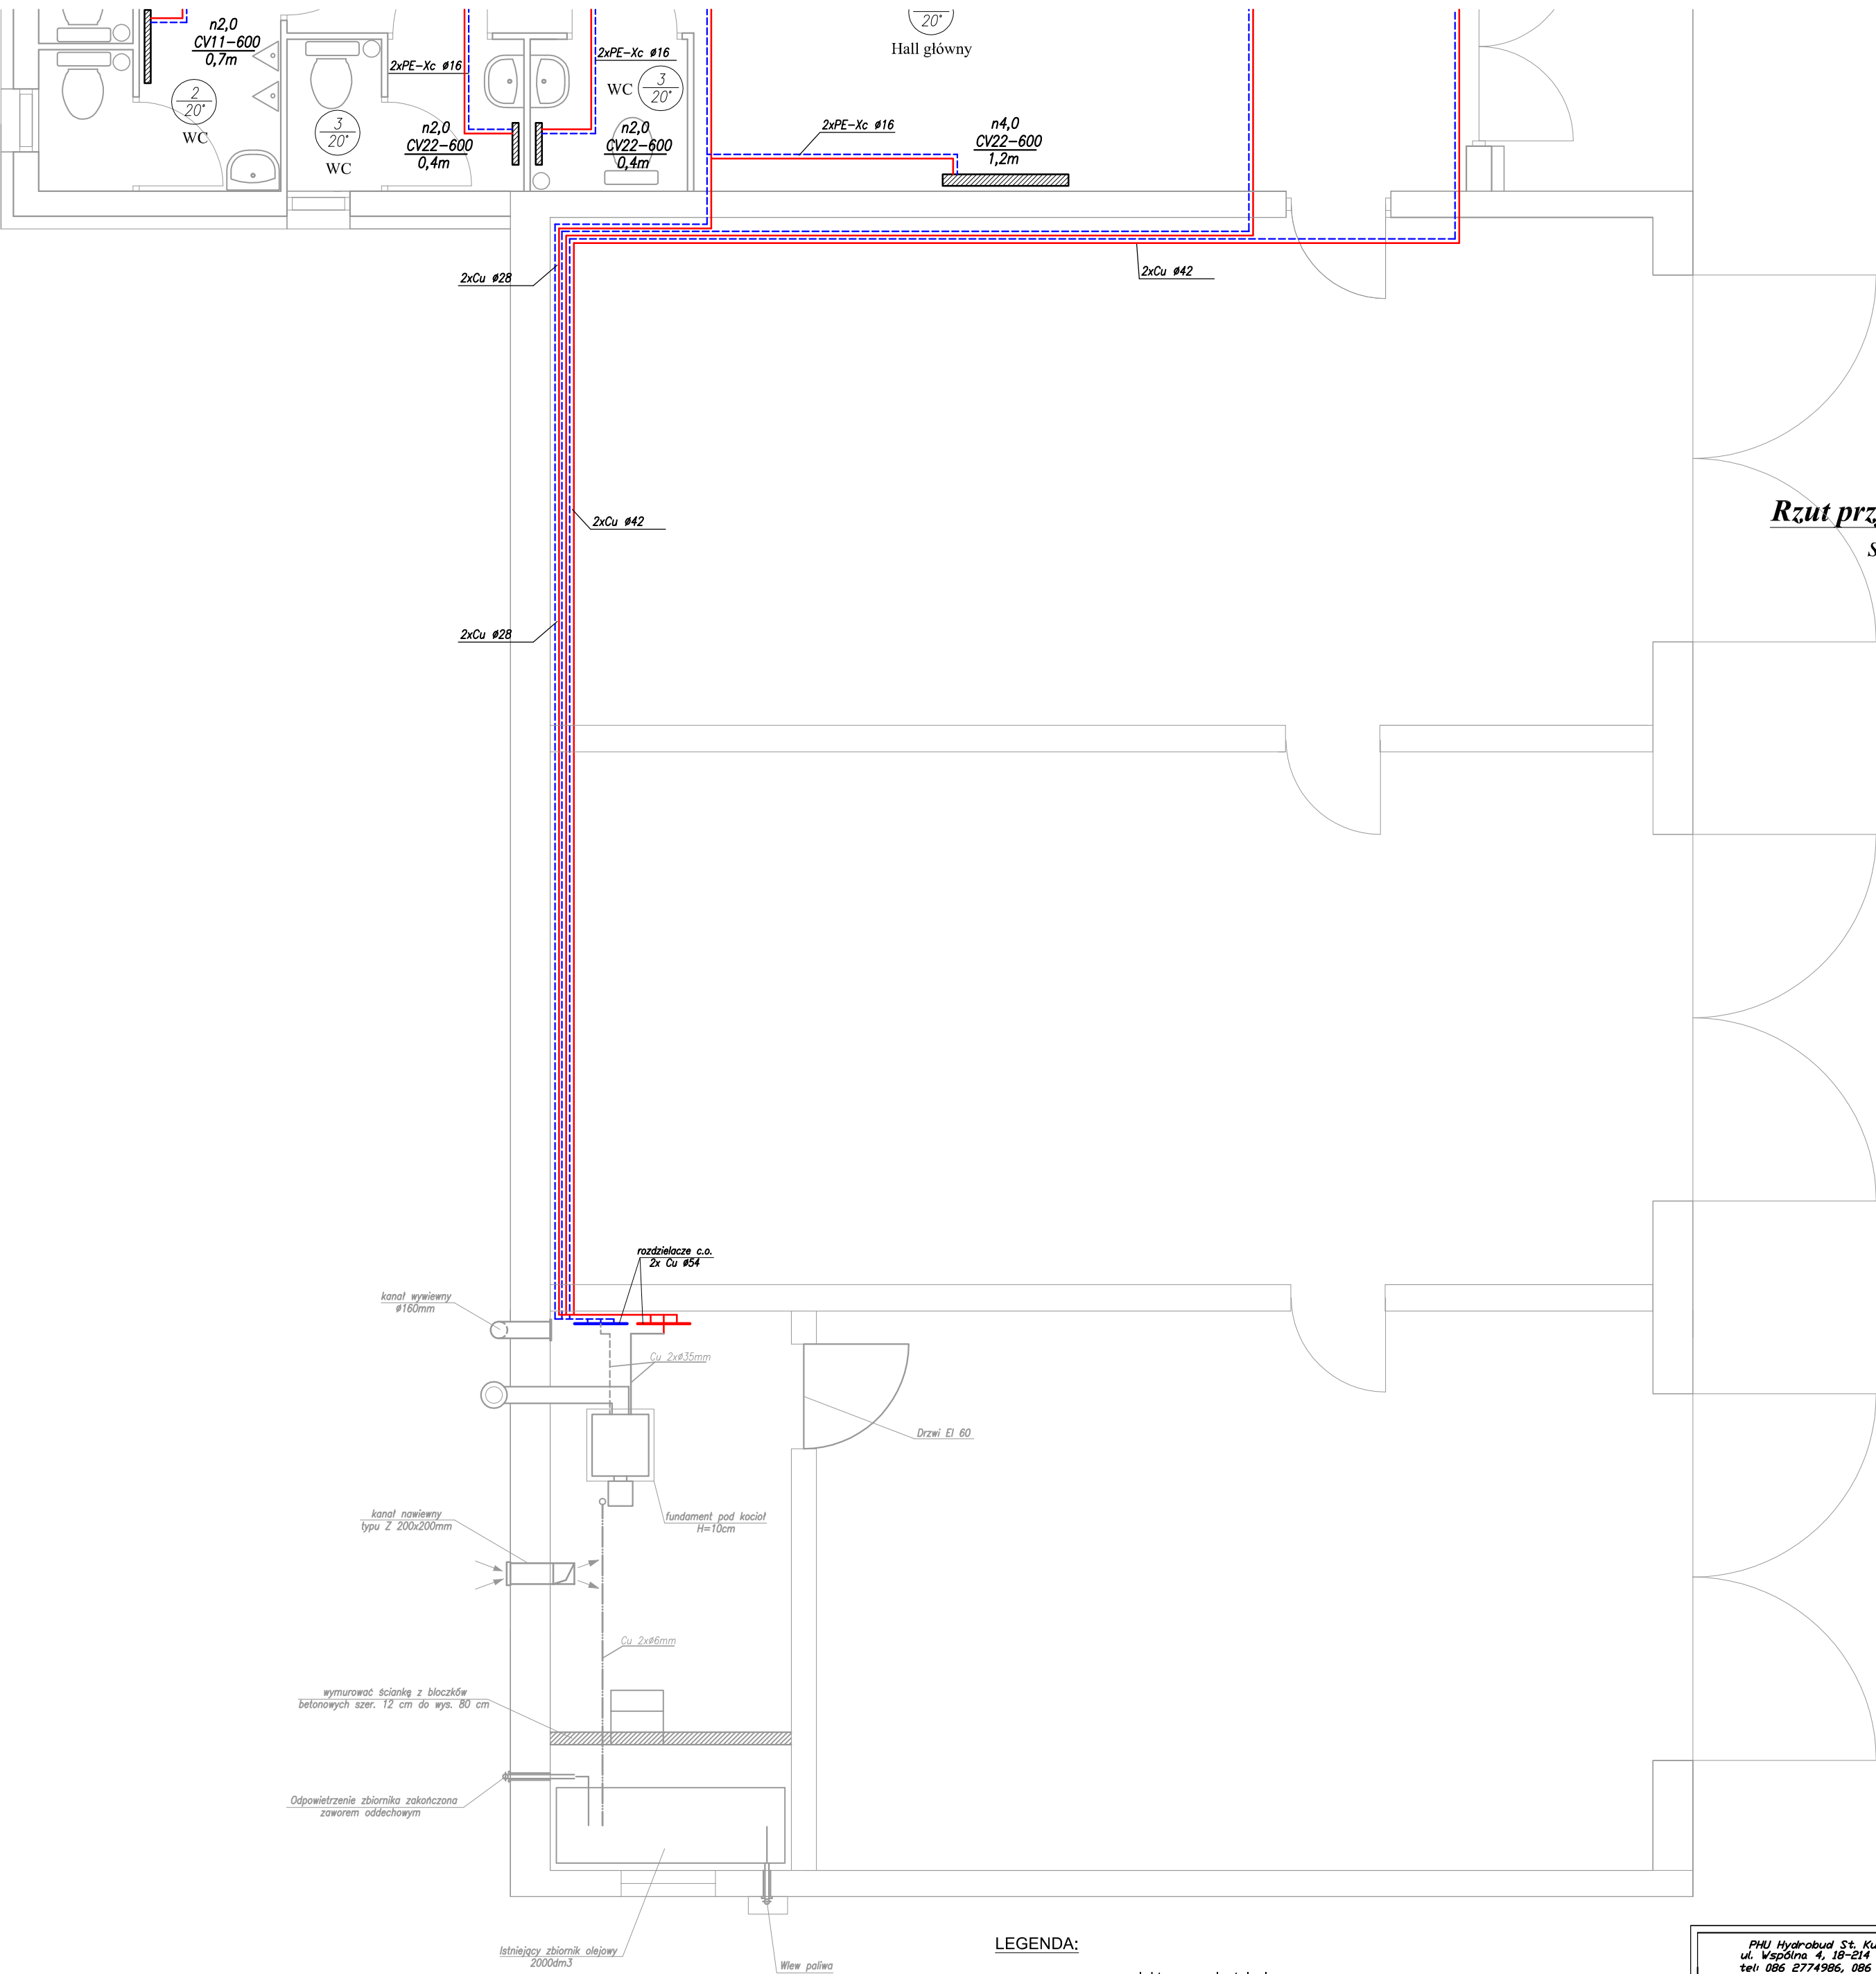 20°
Hall główny
n2,0
CV11-600
0,7m
2
20°
WC
2xPE-Xc ø16
3
20°
WC
n2,0
CV22-600
0,4m
2xPE-Xc ø16
WC
3
20°
n2,0
CV22-600
0,4m
2xPE-Xc ø16
n4,0
CV22-600
1,2m
2xCu ø28
2xCu ø42
2xCu ø42
2xCu ø28
rozdzielacze c.o.
2x Cu ø54
kanał wywiewny
ø160mm
Cu 2xø35mm
Drzwi EI 60
kanał nawiewny
typu Z 200x200mm
fundament pod kocioł
H=10cm
Cu 2xø6mm
wymurować ściankę z bloczków
betonowych szer. 12 cm do wys. 80 cm
Odpowietrzenie zbiornika zakończona
zaworem oddechowym
Istniejący zbiornik olejowy
2000dm3
Wlew paliwa
LEGENDA:
Rzut prz
PHU Hydrobud St. Ku
ul. Wspólna 4, 18-214
tel: 086 2774986, 086